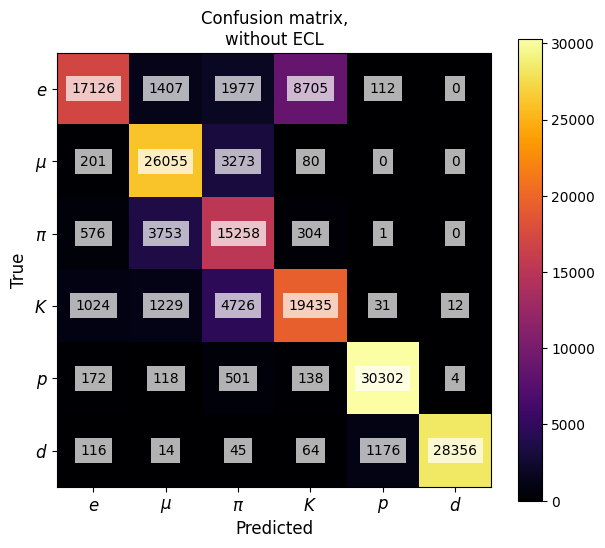 Confusion matrix,
without ECL
True
e 17126 1407 1977 8705 112 0
μ 201 26055 3273 80 0 0
π 576 3753 15258 304 1 0
K 1024 1229 4726 19435 31 12
p 172 118 501 138 30302 4
d 116 14 45 64 1176 28356
e μ π K p d
Predicted
30000
25000
20000
15000
10000
5000
0